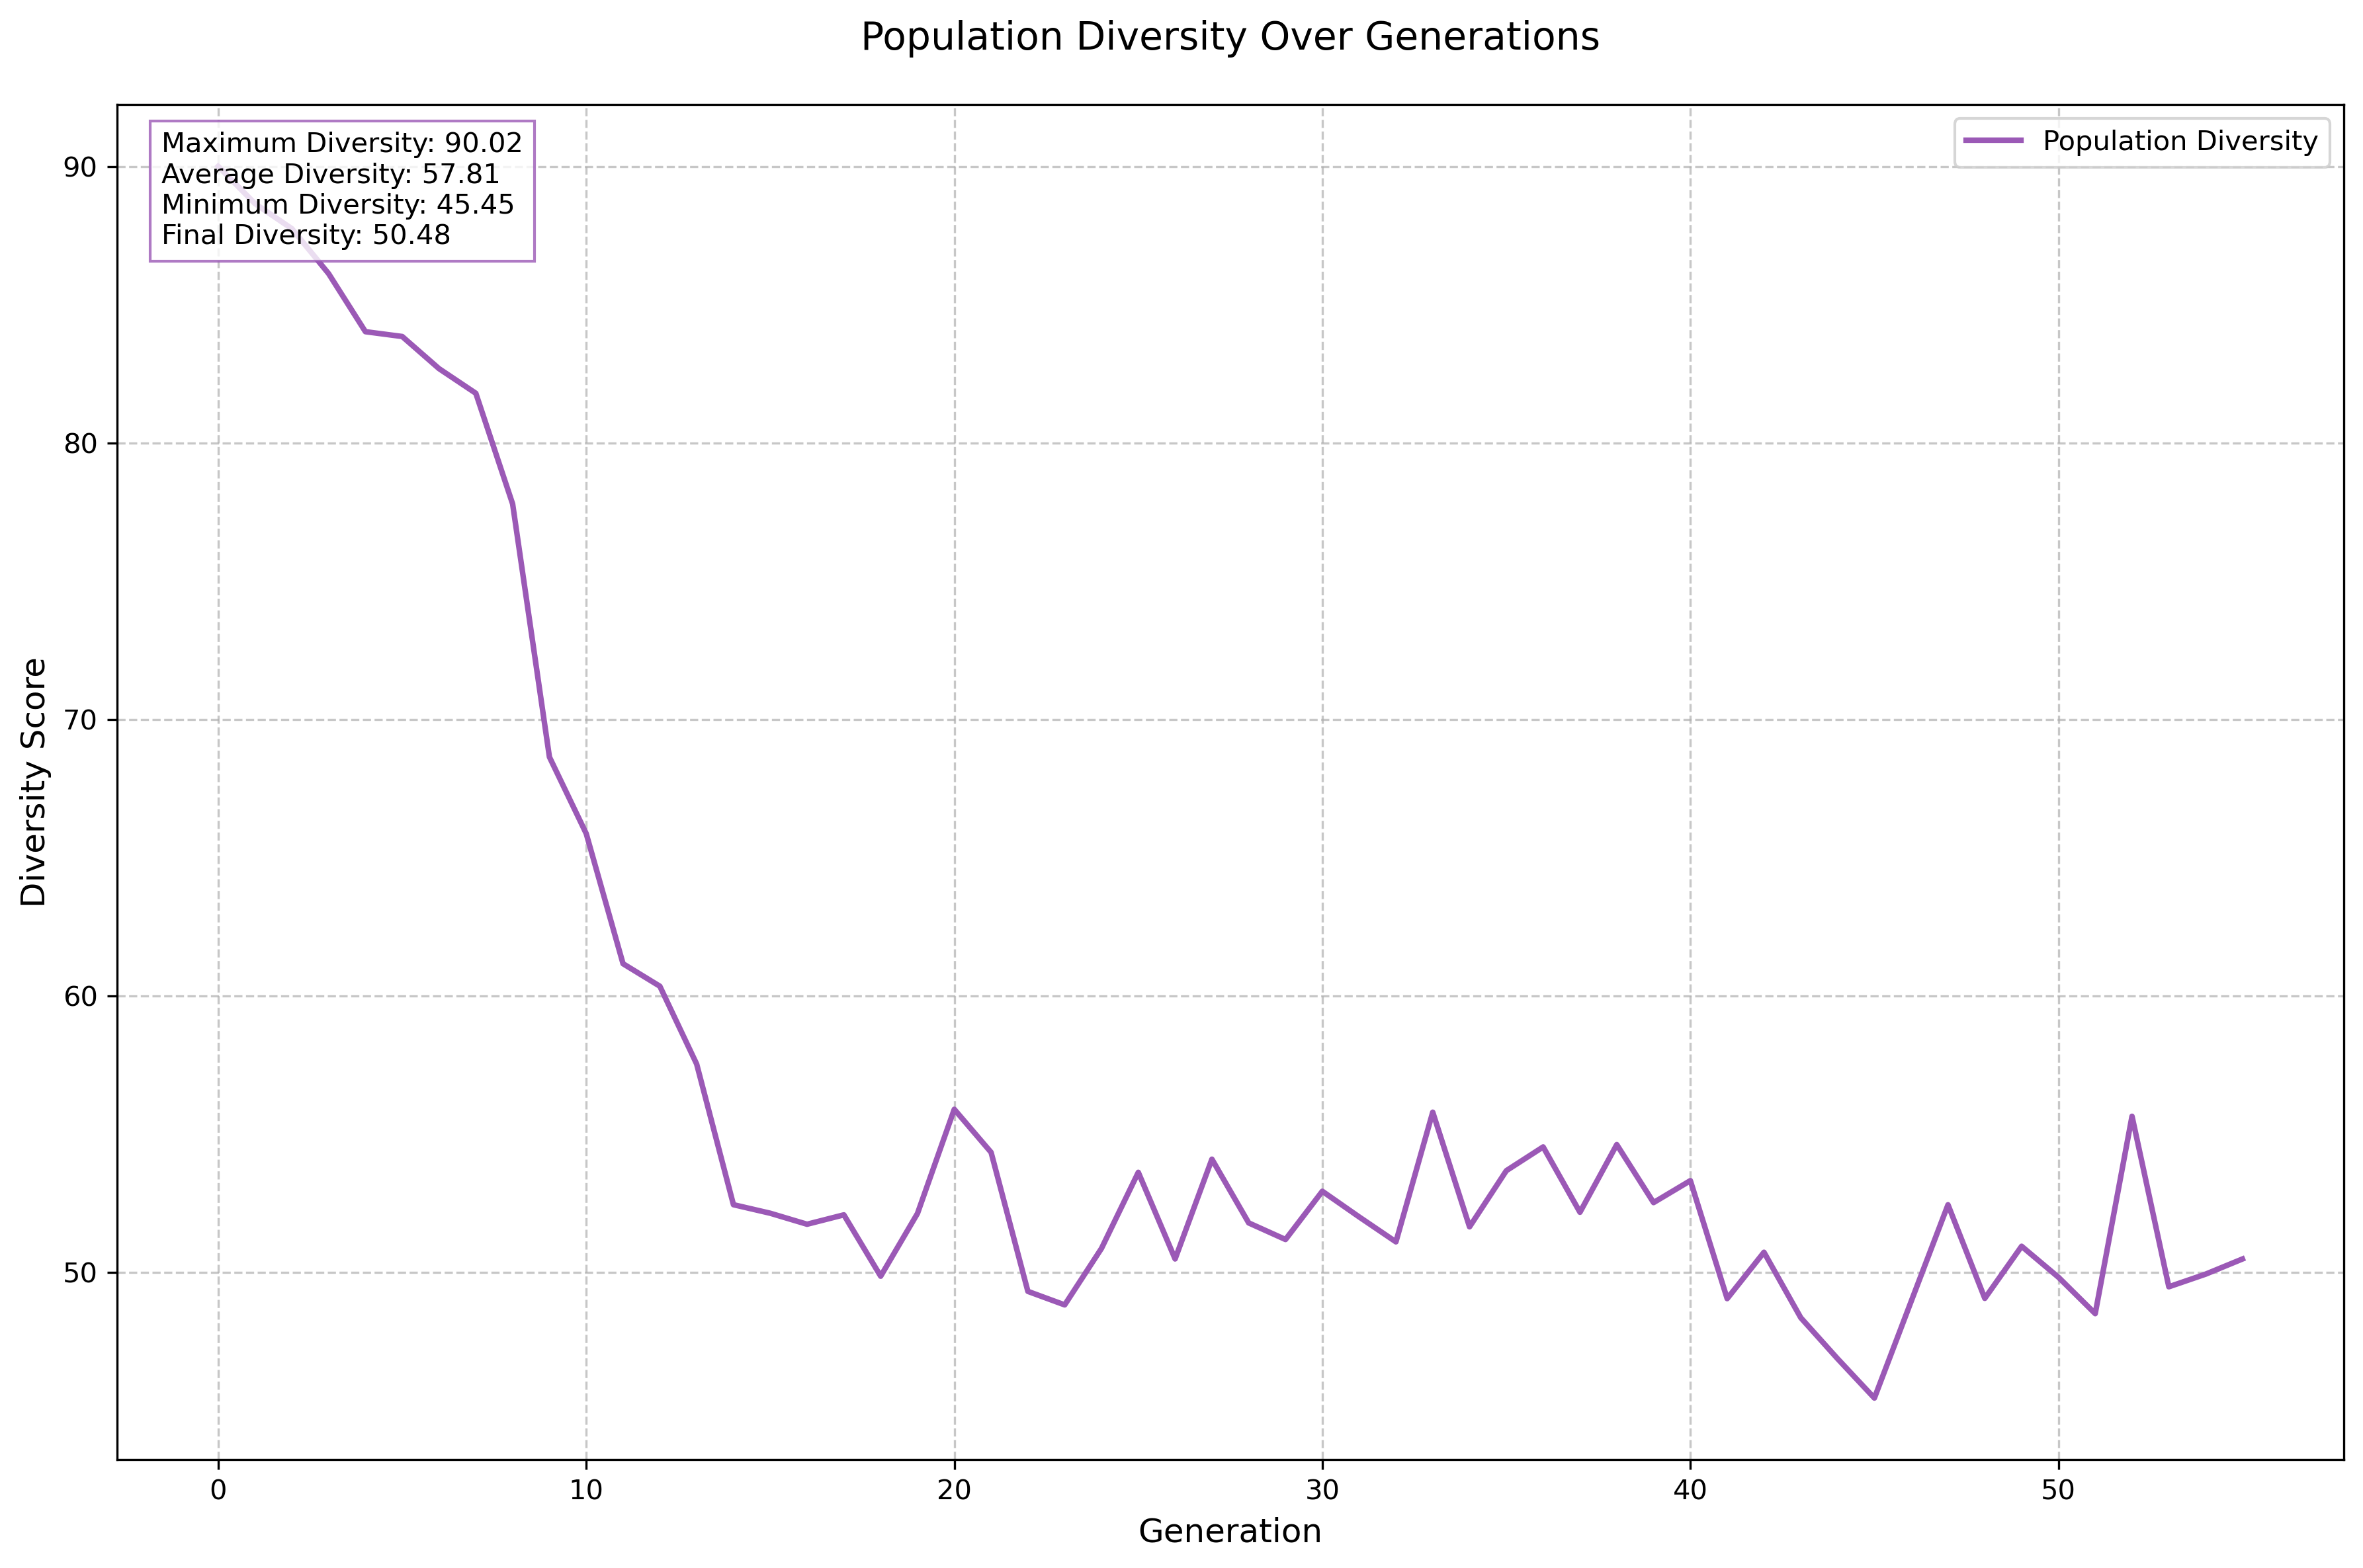 Population Diversity Over Generations
Maximum Diversity: 90.02
Average Diversity: 57.81
Minimum Diversity: 45.45
Final Diversity: 50.48
Population Diversity
90
80
70
60
50
Diversity Score
0
10
20
30
40
50
Generation